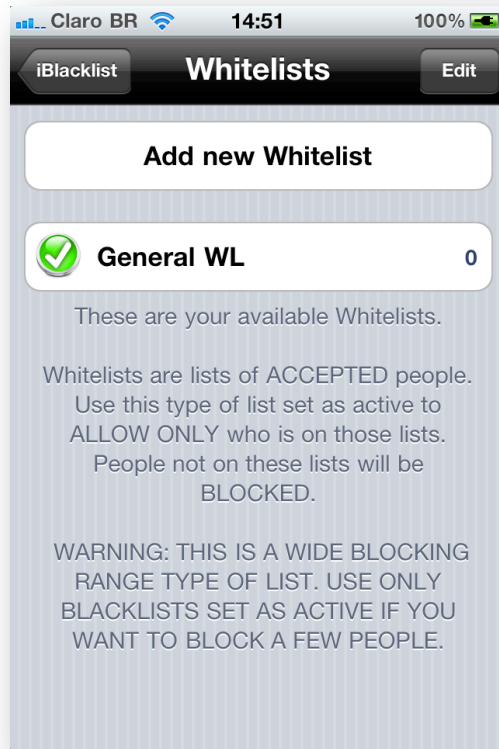 Claro BR 14:51 100%
iBlacklist Whitelists Edit
Add new Whitelist
General WL 0
These are your available Whitelists.
Whitelists are lists of ACCEPTED people.
Use this type of list set as active to
ALLOW ONLY who is on those lists.
People not on these lists will be
BLOCKED.
WARNING: THIS IS A WIDE BLOCKING
RANGE TYPE OF LIST. USE ONLY
BLACKLISTS SET AS ACTIVE IF YOU
WANT TO BLOCK A FEW PEOPLE.